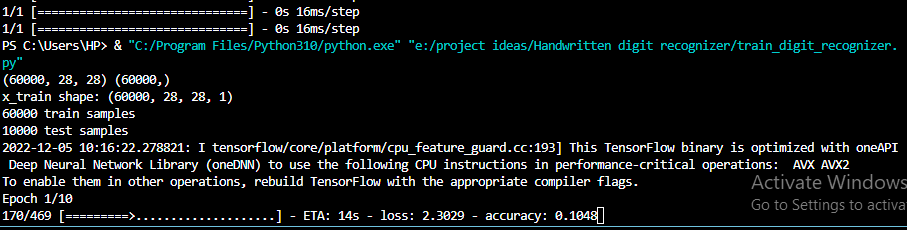 1/1 [==============================] - 0s 16ms/step
1/1 [==============================] - 0s 16ms/step
PS C:\Users\HP> & "C:/Program Files/Python310/python.exe" "e:/project ideas/Handwritten digit recognizer/train_digit_recognizer.
py"
(60000, 28, 28) (60000,)
x_train shape: (60000, 28, 28, 1)
60000 train samples
10000 test samples
2022-12-05 10:16:22.278821: I tensorflow/core/platform/cpu_feature_guard.cc:193] This TensorFlow binary is optimized with oneAPI
 Deep Neural Network Library (oneDNN) to use the following CPU instructions in performance-critical operations:  AVX AVX2
To enable them in other operations, rebuild TensorFlow with the appropriate compiler flags.
Epoch 1/10
170/469 [=========>....................] - ETA: 14s - loss: 2.3029 - accuracy: 0.1048
Activate Windows
Go to Settings to activa